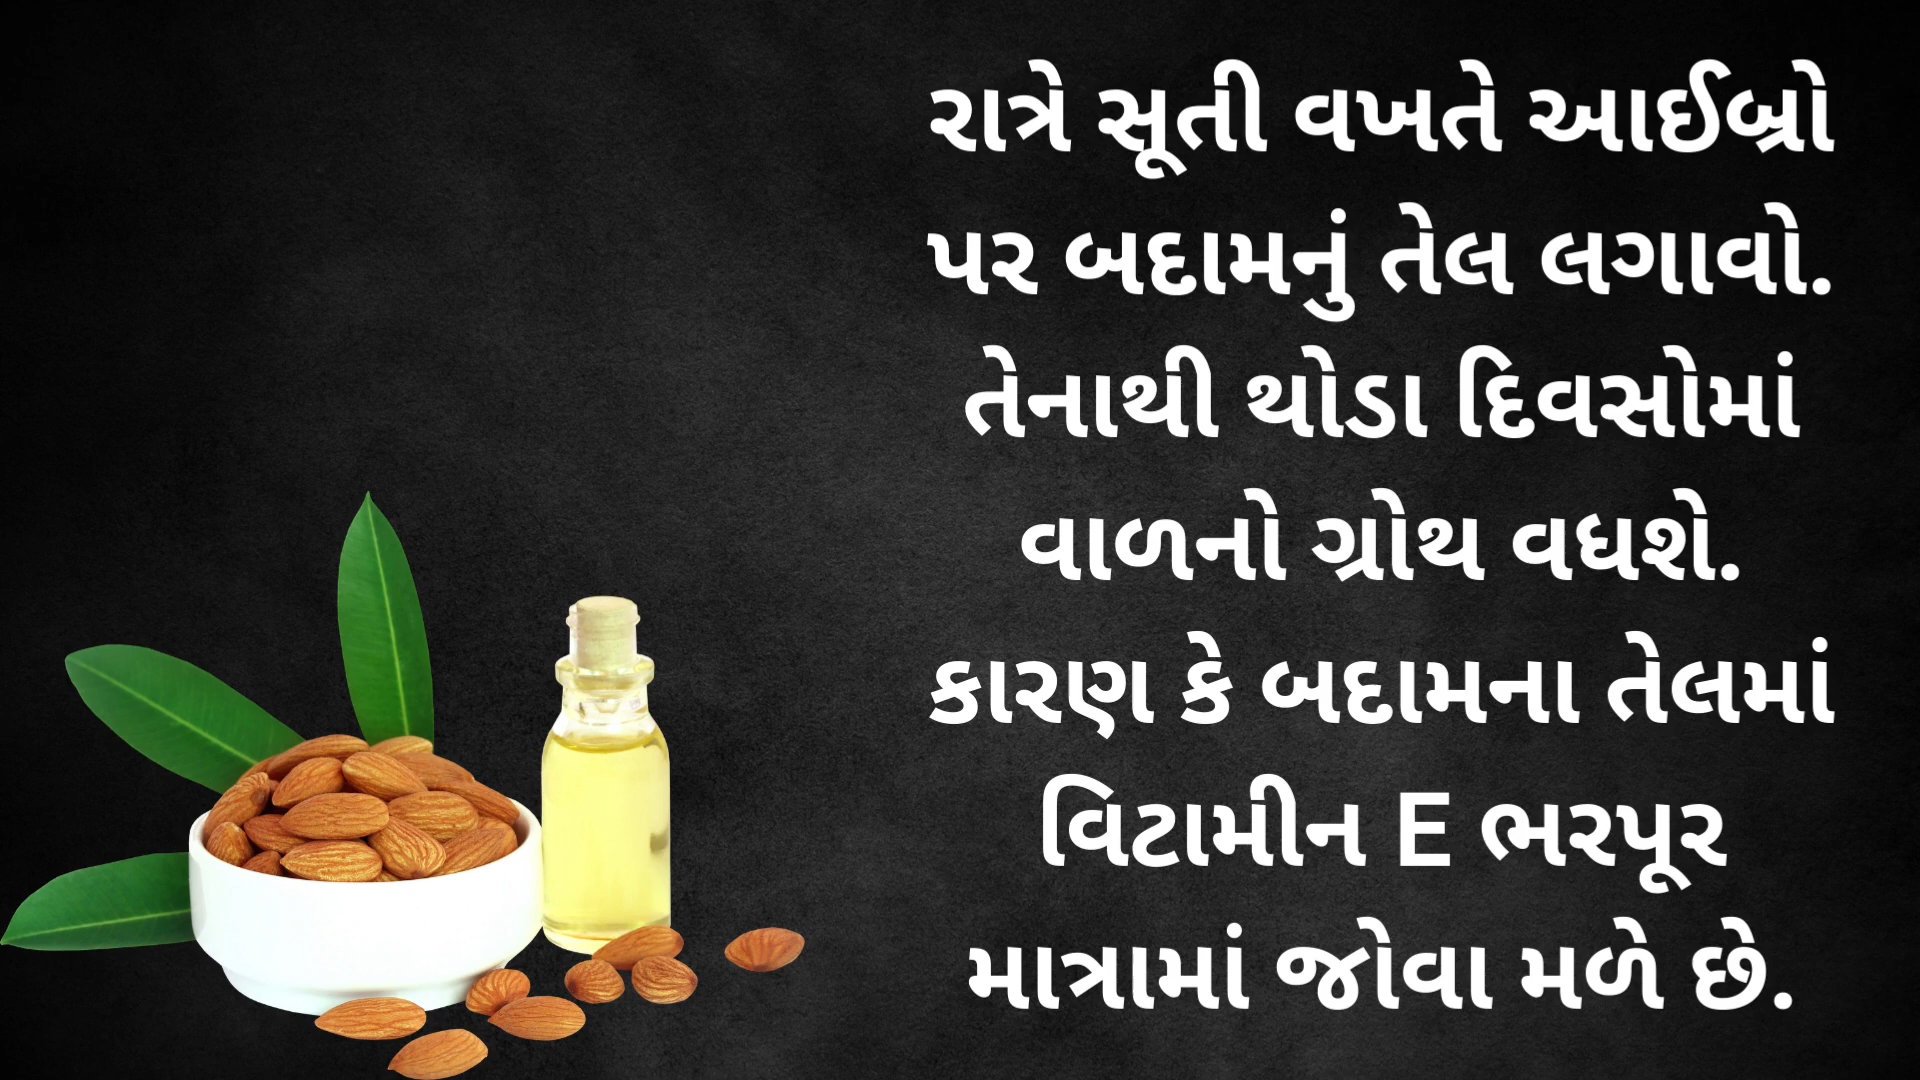 રાત્રે સૂતી વખતે આઈબ્રો
પર બદામનું તેલ લગાવો.
તેનાથી થોડા દિવસોમાં
વાળનો ગ્રોથ વધશે.
કારણ કે બદામના તેલમાં
વિટામીન E ભરપૂર
માત્રામાં જોવા મળે છે.